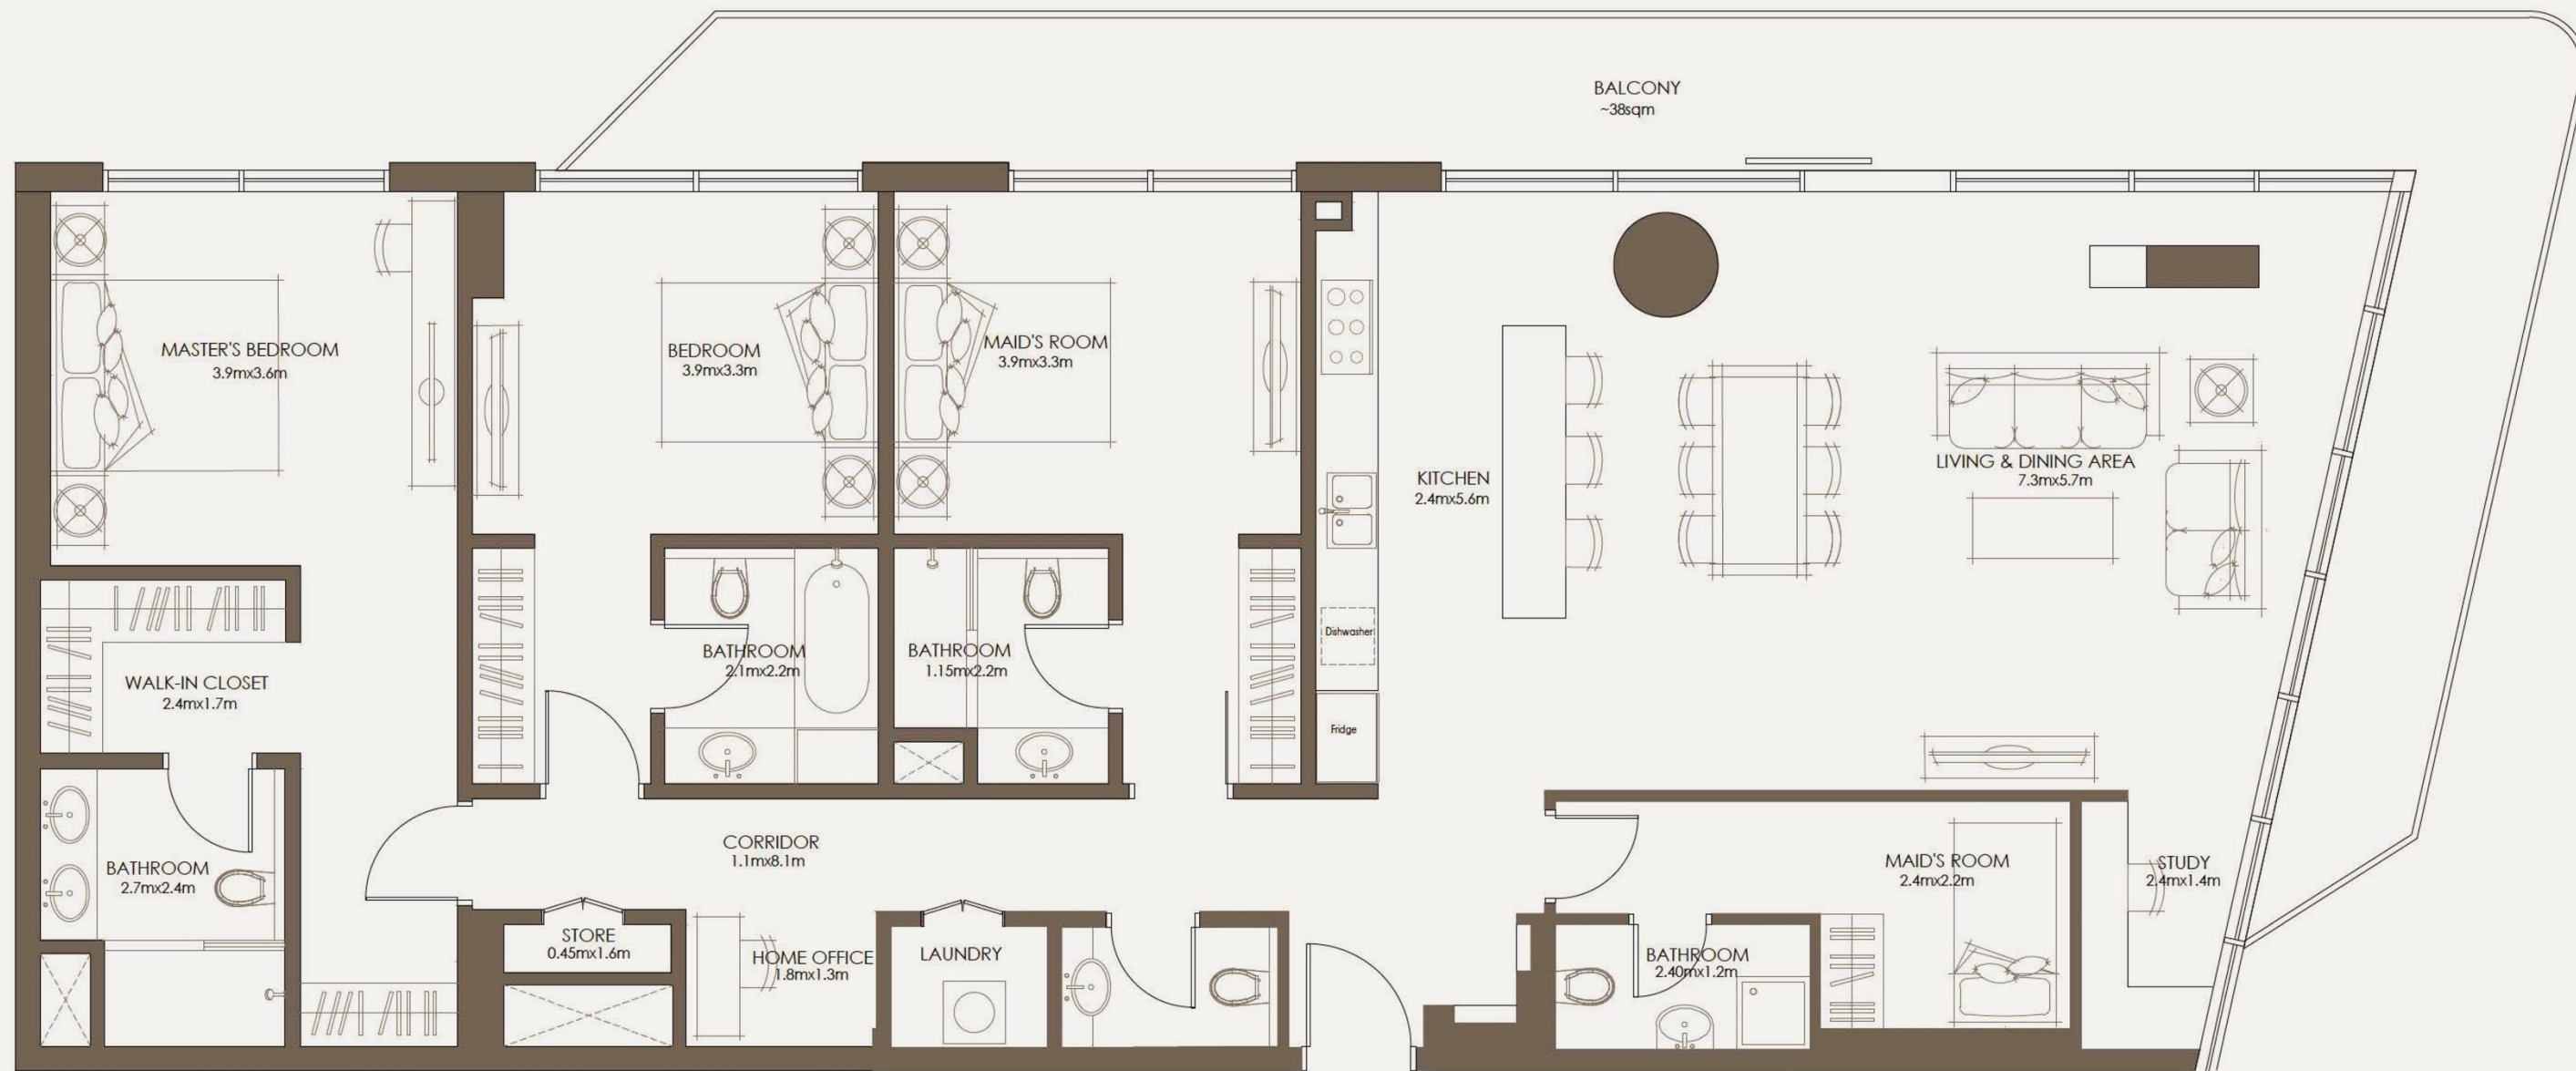 BALCONY
~38sqm
MASTER'S BEDROOM
3.9mx3.6m
BEDROOM
3.9mx3.3m
MAID'S ROOM
3.9mx3.3m
KITCHEN
2.4mx5.6m
LIVING & DINING AREA
7.3mx5.7m
Dishwasher
Fridge
WALK-IN CLOSET
2.4mx1.7m
BATHROOM
2.1mx2.2m
BATHROOM
1.15mx2.2m
BATHROOM
2.7mx2.4m
CORRIDOR
1.1mx8.1m
MAID'S ROOM
2.4mx2.2m
STUDY
2.4mx1.4m
STORE
0.45mx1.6m
HOME OFFICE
1.8mx1.3m
LAUNDRY
BATHROOM
2.40mx1.2m